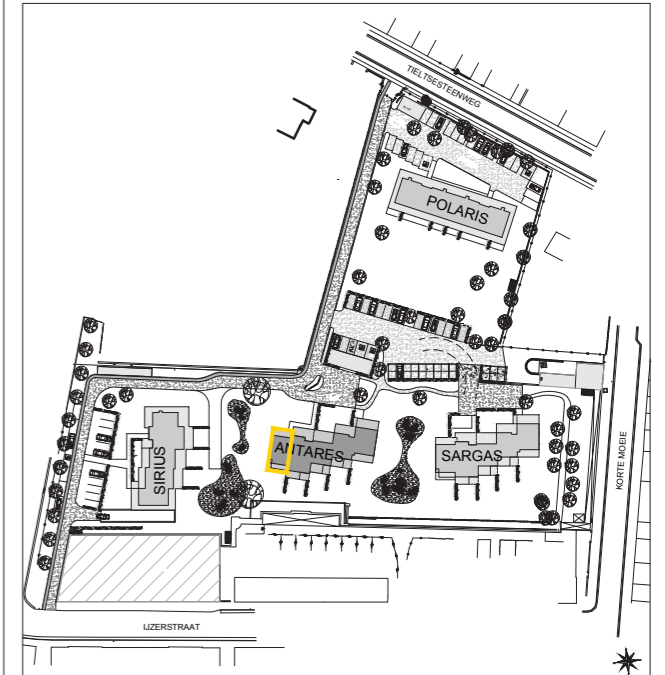 TIELTSESTEENWEG
POLARIS
ANTARES
SARGAS
SIRIUS
KORTE MOEIE
IJZERSTRAAT